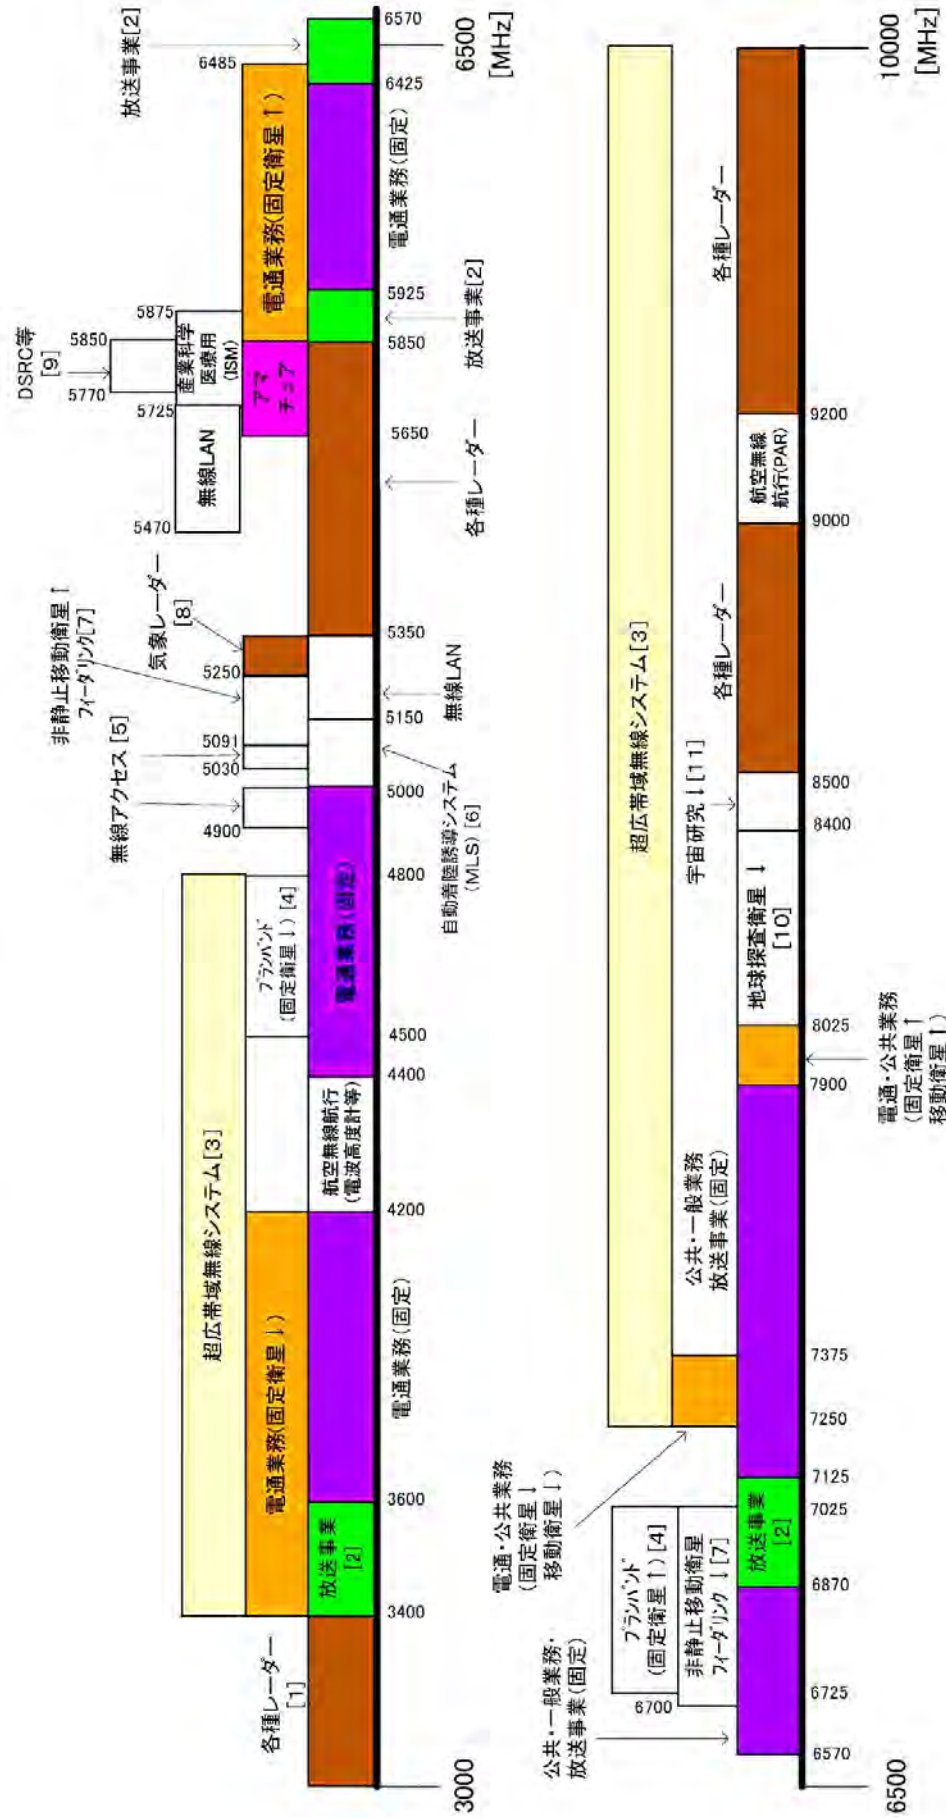 放送事業[2]
6570
6500
[MHz]
6485
6425
電通業務(固定衛星↑)
電通業務(固定)
DSRC等
[9]
5850
5770
5875
5725
産業科学
医療用
(ISM)
アマ
チュア
5925
放送事業[2]
5850
無線LAN
5470
5650
各種レーダー
気象レーダー
[8]
非静止移動衛星↑
フィーダリンク[7]
5250
5350
無線LAN
5150
無線アクセス[5]
5091
5030
5000
自動着陸誘導システム
(MLS)[6]
4900
4800
超広帯域無線システム[3]
プランバンド
(固定衛星↓)[4]
電通業務(固定)
4500
4400
航空無線航行
(電波高度計等)
4200
電通業務(固定衛星↓)
電通業務(固定)
3600
放送事業
[2]
3400
各種レーダー
[1]
3000
10000
[MHz]
各種レーダー
9200
航空無線
航行(PAR)
9000
各種レーダー
超広帯域無線システム[3]
宇宙研究↓[11]
8500
8400
地球探査衛星↓
[10]
8025
電通・公共業務
(固定衛星↑
移動衛星↓)
7900
公共・一般業務
放送事業(固定)
7375
7250
電通・公共業務
(固定衛星↓
移動衛星↓)
7125
7025
放送事業
[2]
6870
プランバンド
(固定衛星↑)[4]
非静止移動衛星
フィーダリンク↓[7]
6725
6700
公共・一般業務・
放送事業(固定)
6570
6500